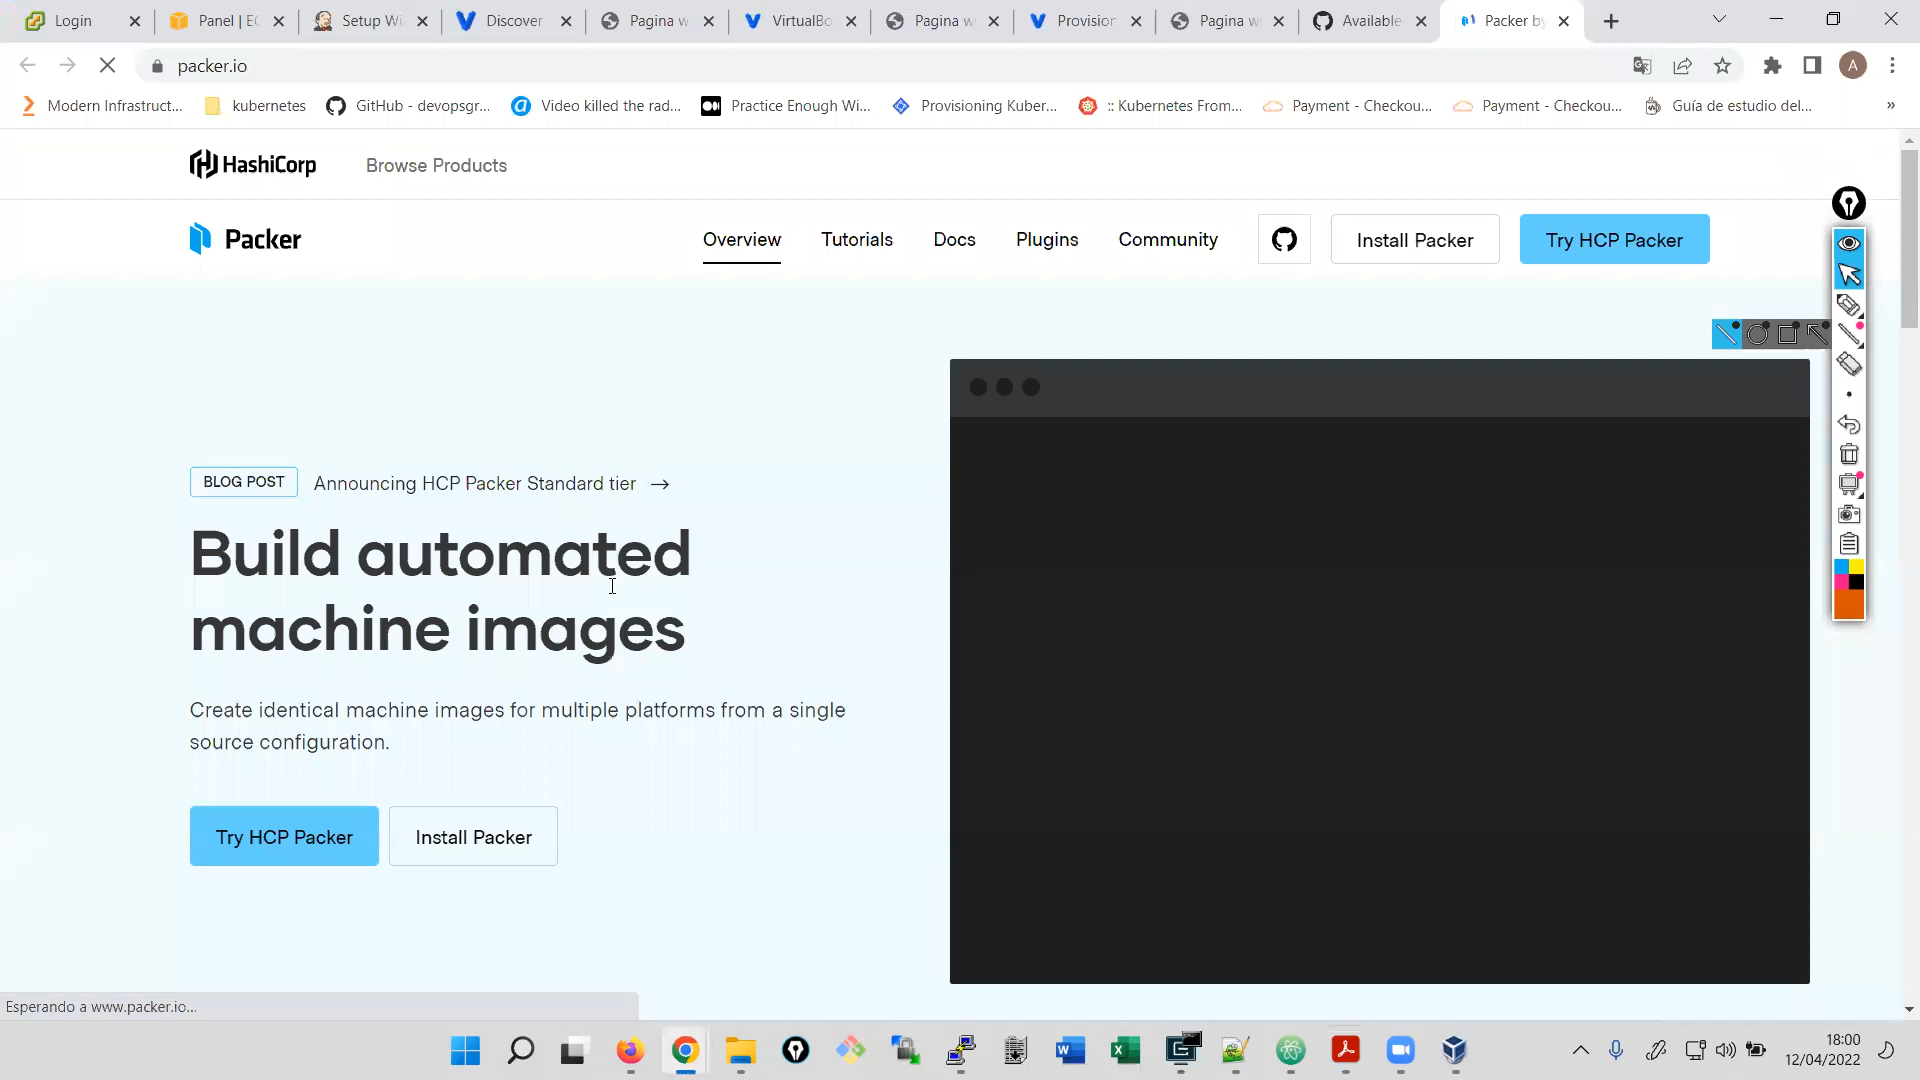 Login
Panel | EC
Setup Wi
Discover
Pagina w
VirtualBo
Pagina w
Provision
Pagina w
Available
Packer by
packer.io
Modern Infrastruct...
kubernetes
GitHub - devopsgr...
Video killed the rad...
Practice Enough Wi...
Provisioning Kuber...
:: Kubernetes From...
Payment - Checkou...
Payment - Checkou...
Guía de estudio del...
»
A
HashiCorp
Browse Products
Packer
Overview
Tutorials
Docs
Plugins
Community
Install Packer
Try HCP Packer
BLOG POST
Announcing HCP Packer Standard tier →
Build automated
machine images
Create identical machine images for multiple platforms from a single
source configuration.
Try HCP Packer
Install Packer
Esperando a www.packer.io...
18:00
12/04/2022